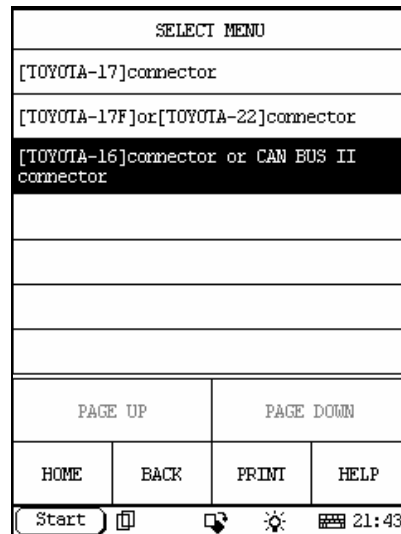 SELECT MENU
[TOYOTA-17]connector
[TOYOTA-17F]or[TOYOTA-22]connector
[TOYOTA-16]connector or CAN BUS II
connector
PAGE UP PAGE DOWN
HOME BACK PRINT HELP
Start 21:43